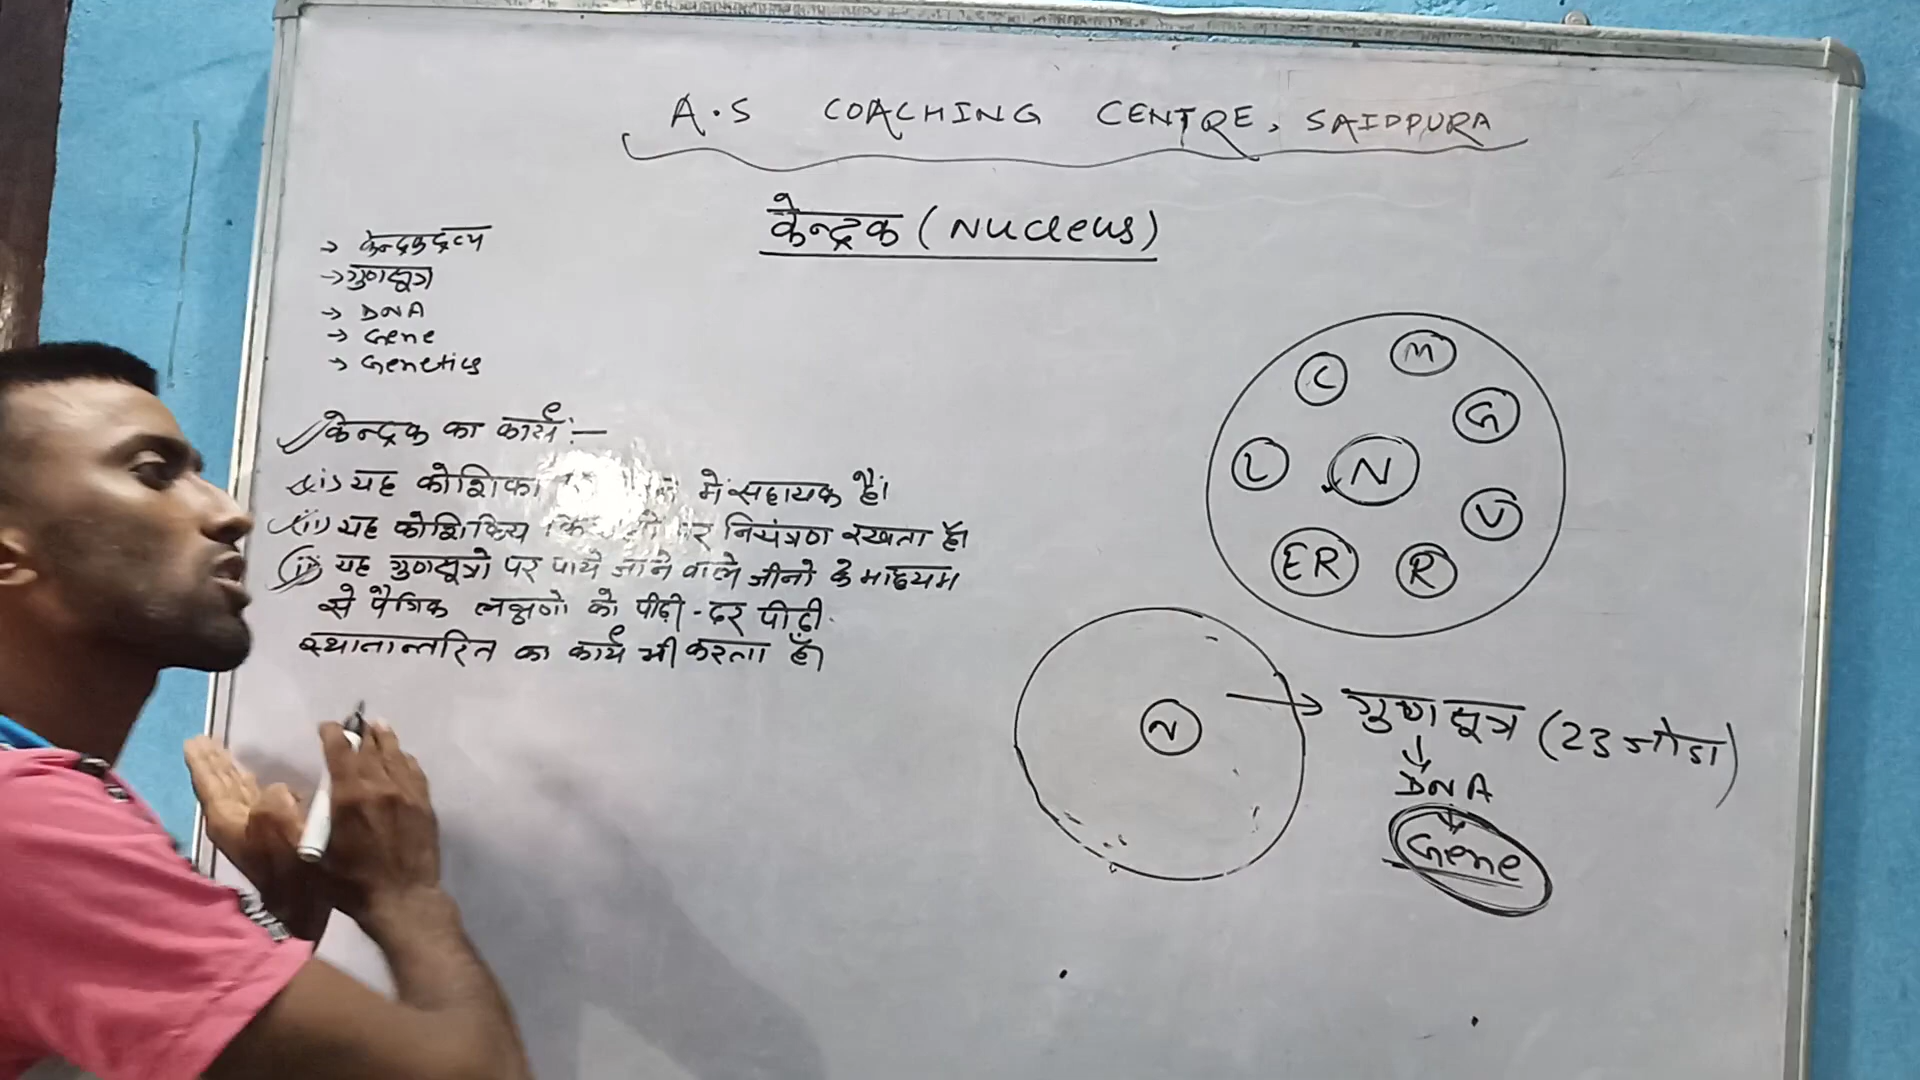 A.S COACHING CENTRE, SAIDPURA
केन्द्रक (Nucleus)
→ केन्द्रकद्रव्य
→ गुणसूत्र
→ DNA
→ Gene
→ Genetics
केन्द्रक का कार्य :—
(i) यह कोशिका में सहायक है।
(ii) यह कोशिकिय पर नियंत्रण रखता है।
(iii) यह गुणसूत्रो पर पाये जाने वाले जीनो के माध्यम
से पैत्रिक लक्षणो को पीढ़ी-दर पीढ़ी
स्थानान्तरित का कार्य भी करता है।
M
C
G
L
N
V
ER
R
N
→ गुणसूत्र (23 जोडा)
↓
DNA
↓
Gene